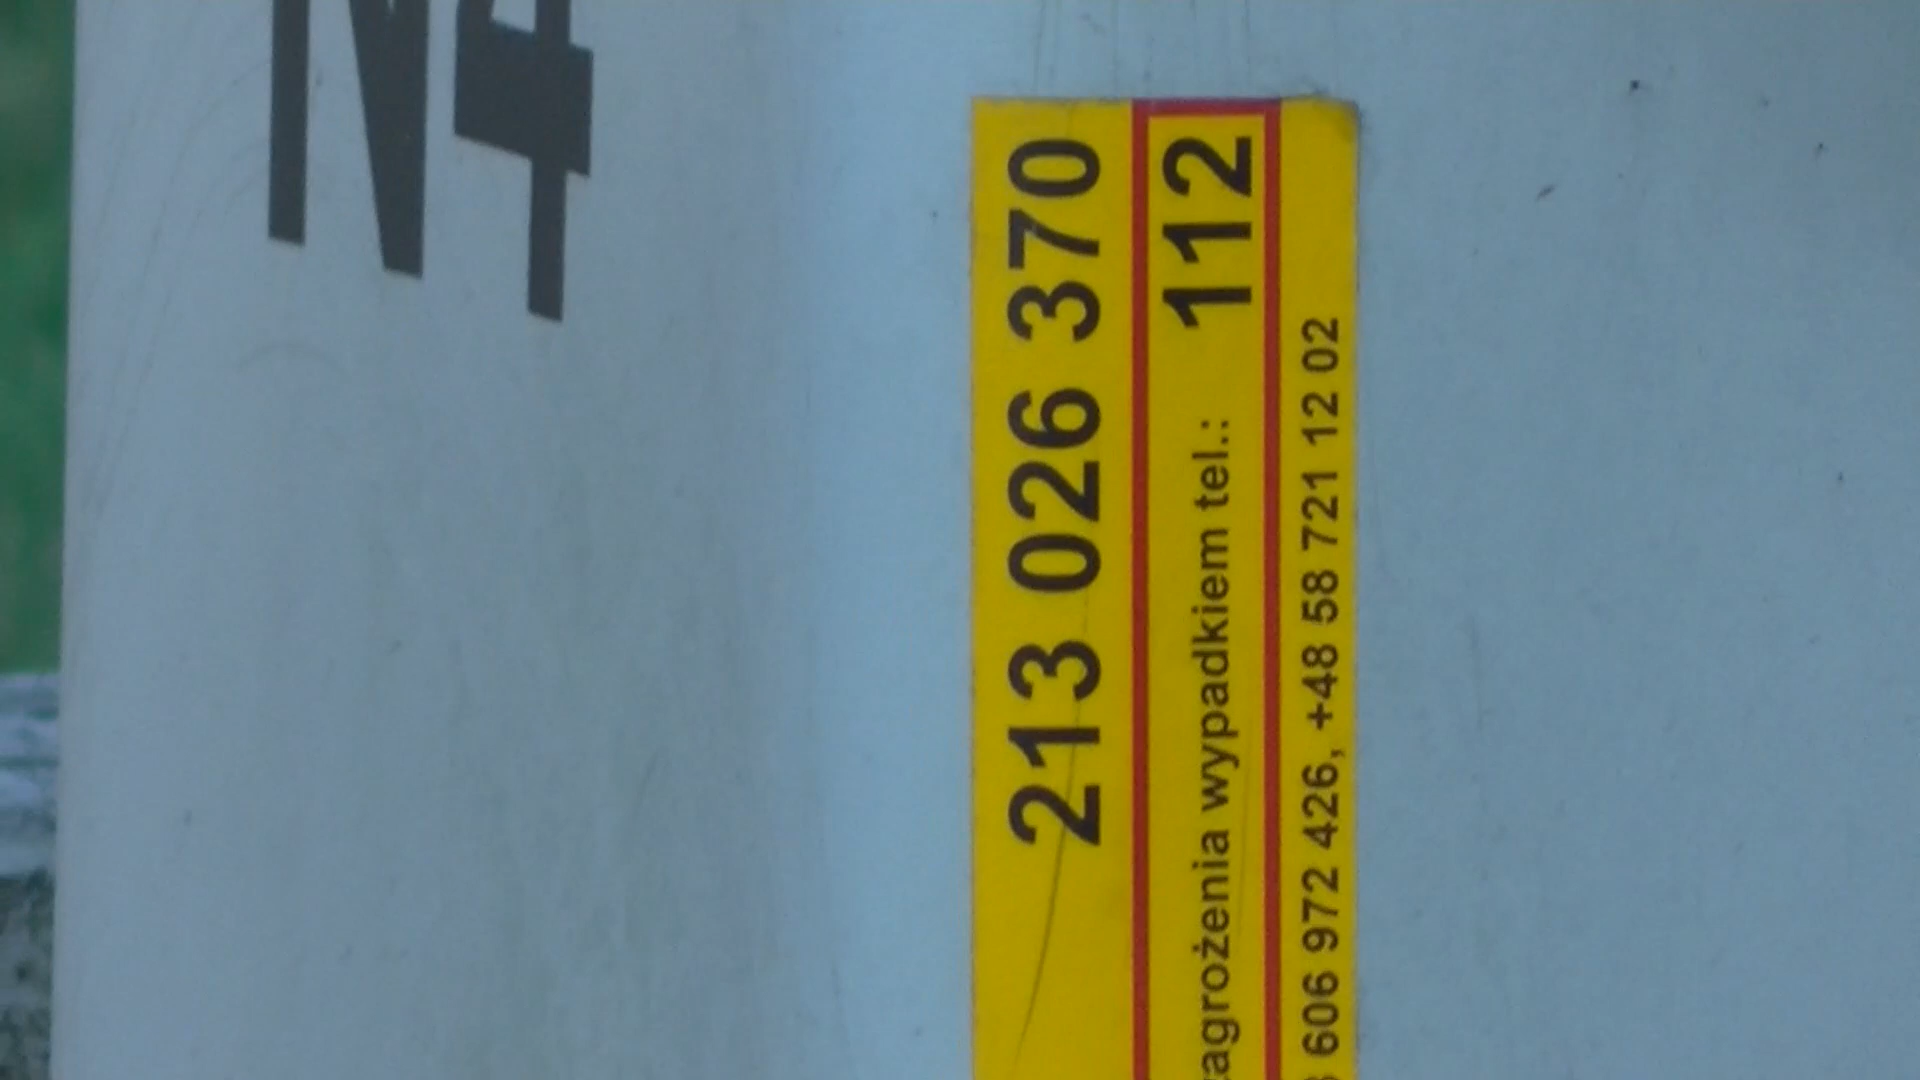 N4
213 026 370
zagrożenia wypadkiem tel.: 112
606 972 426, +48 58 721 12 02